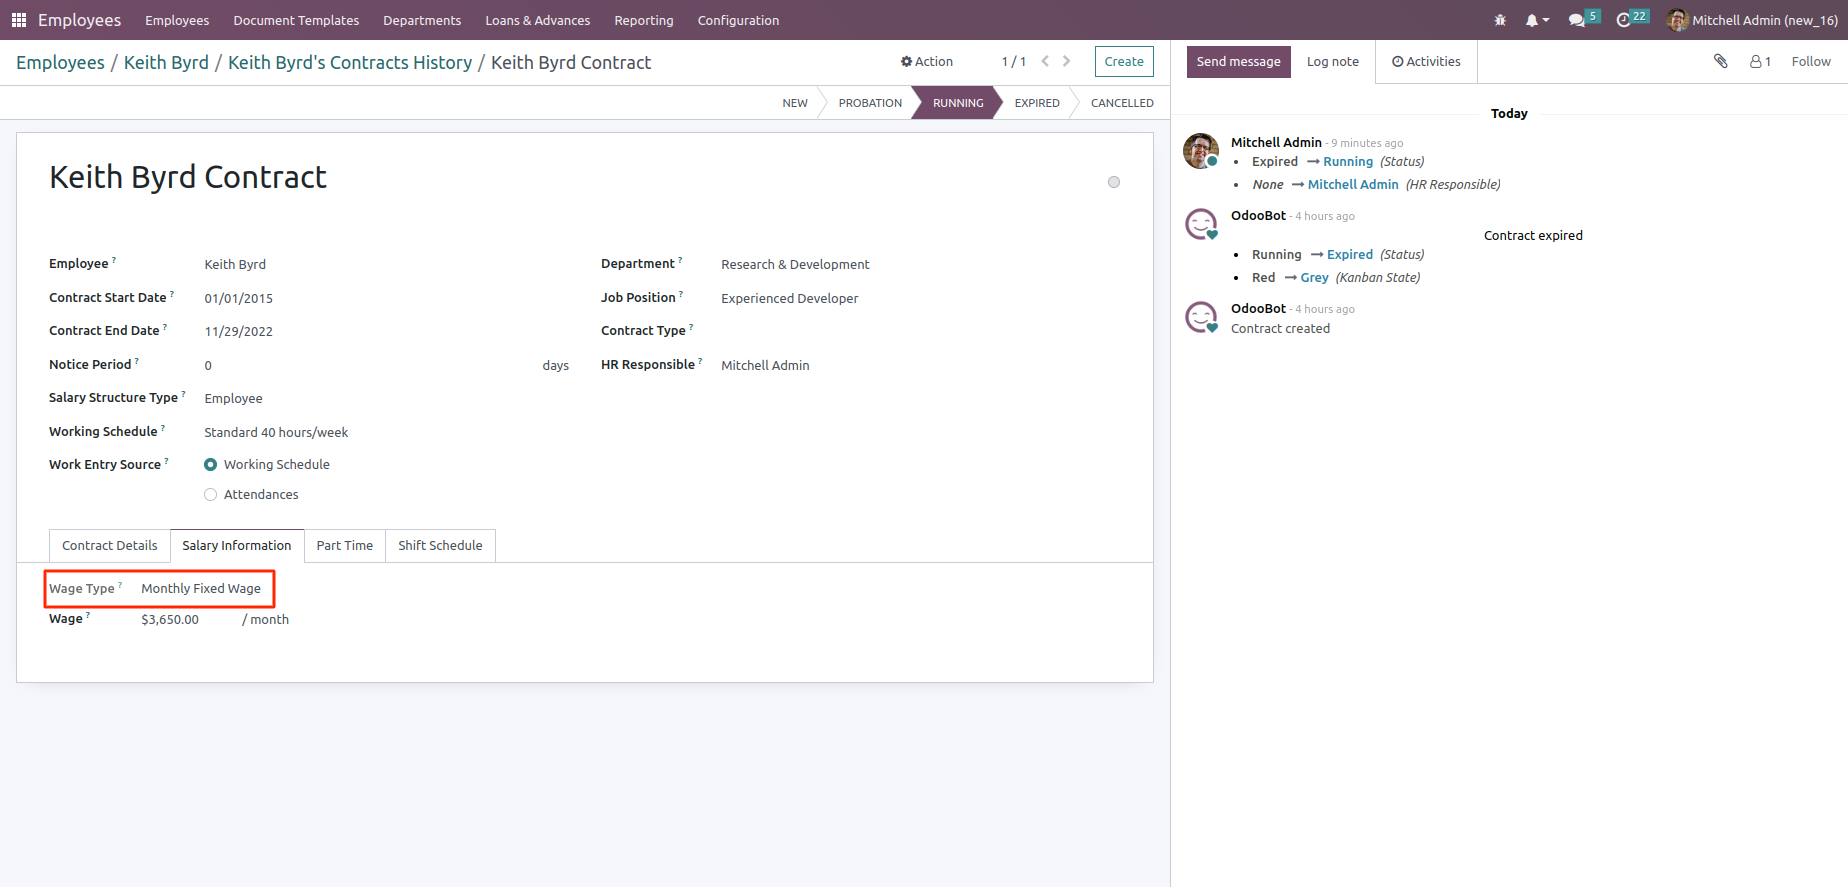 Employees Employees Document Templates Departments Loans & Advances Reporting Configuration 5 22 Mitchell Admin (new_16)
Employees / Keith Byrd / Keith Byrd's Contracts History / Keith Byrd Contract Action 1 / 1 Create
NEW PROBATION RUNNING EXPIRED CANCELLED
Keith Byrd Contract
Employee ? Keith Byrd
Department ? Research & Development
Contract Start Date ? 01/01/2015
Job Position ? Experienced Developer
Contract End Date ? 11/29/2022
Contract Type ?
Notice Period ? 0 days
HR Responsible ? Mitchell Admin
Salary Structure Type ? Employee
Working Schedule ? Standard 40 hours/week
Work Entry Source ? Working Schedule
Attendances
Contract Details Salary Information Part Time Shift Schedule
Wage Type ? Monthly Fixed Wage
Wage ? $3,650.00 / month
Send message Log note Activities 1 Follow
Today
Mitchell Admin - 9 minutes ago
• Expired → Running (Status)
• None → Mitchell Admin (HR Responsible)
OdooBot - 4 hours ago
Contract expired
• Running → Expired (Status)
• Red → Grey (Kanban State)
OdooBot - 4 hours ago
Contract created